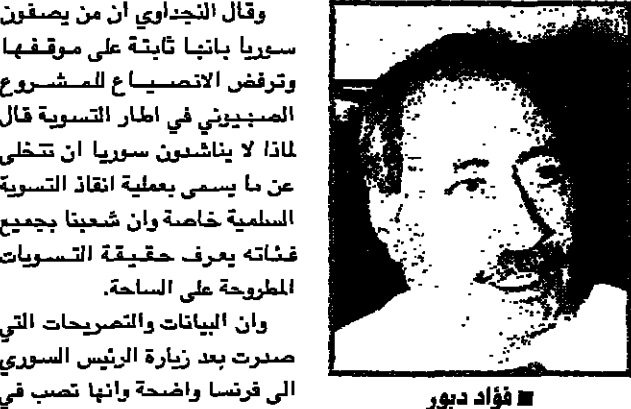 وقال النجداوي ان من يصفون
سوريا بانها ثابتة على موقفها
وترفض الانصياع للمشروع
الصهيوني في اطار التسوية قال
لماذا لا يناشدون سوريا ان تتخلى
عن ما يسمى بعملية انقاذ التسوية
السلمية خاصة وان شعبنا بجميع
فئاته يعرف حقيقة التسويات
المطروحة على الساحة.
وان البيانات والتصريحات التي
صدرت بعد زيارة الرئيس السوري
الى فرنسا واضحة وانها تصب في
■ فؤاد دبور